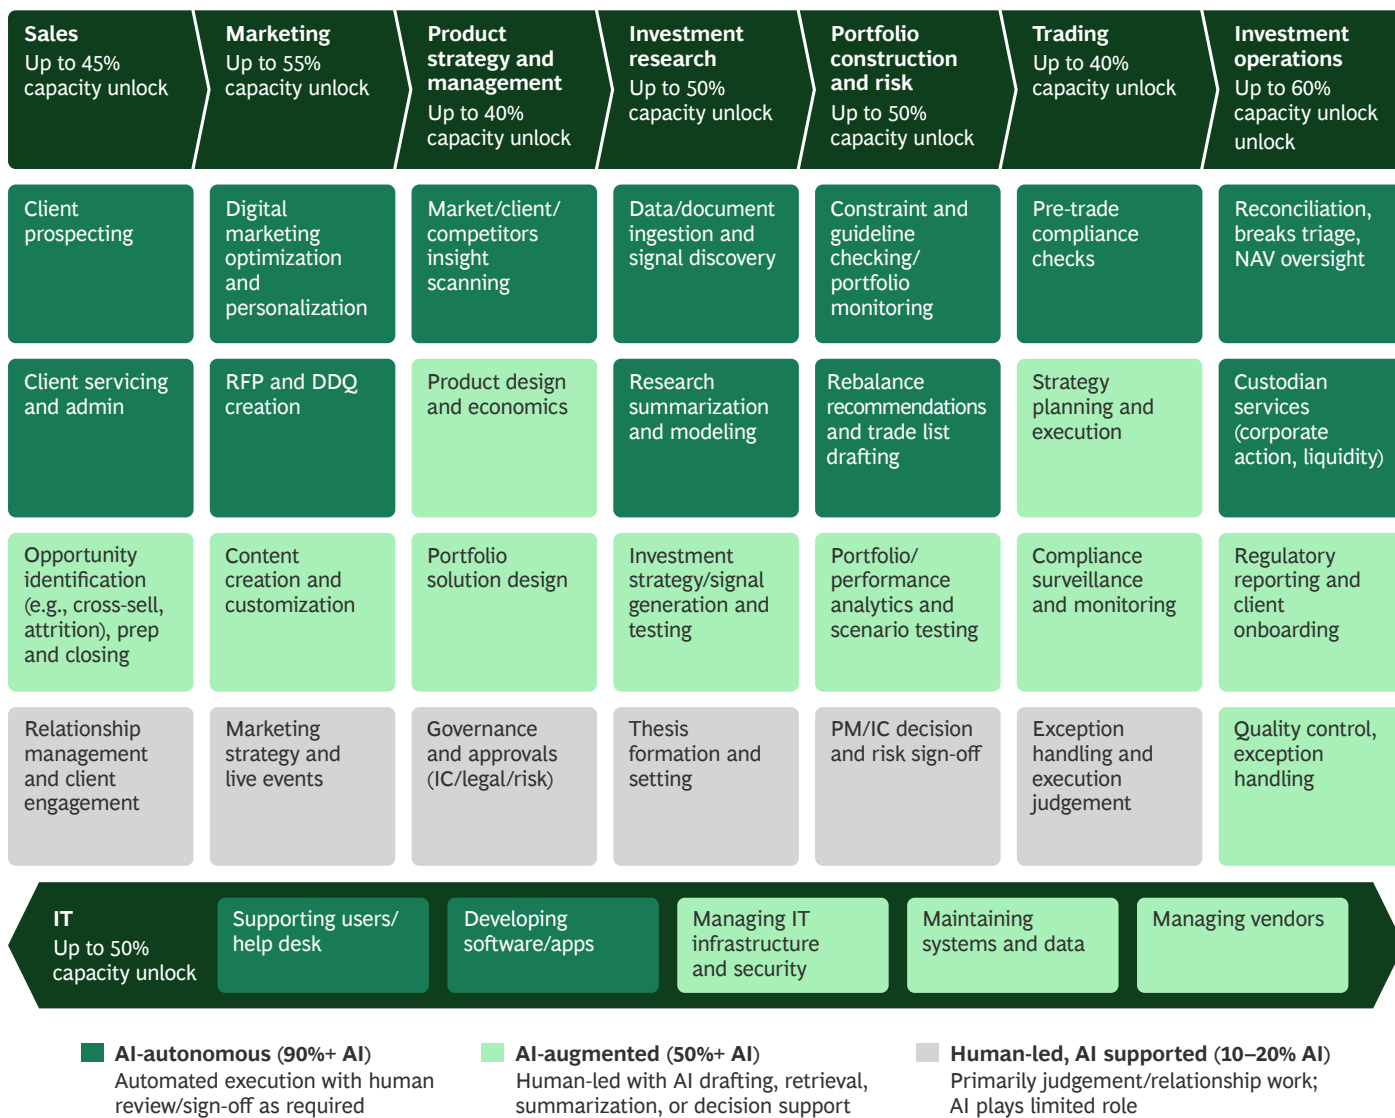 Sales
Up to 45%
capacity unlock
Marketing
Up to 55%
capacity unlock
Product
strategy and
management
Up to 40%
capacity unlock
Investment
research
Up to 50%
capacity unlock
Portfolio
construction
and risk
Up to 50%
capacity unlock
Trading
Up to 40%
capacity unlock
Investment
operations
Up to 60%
capacity unlock
unlock
Client
prospecting
Digital
marketing
optimization
and
personalization
Market/client/
competitors
insight
scanning
Data/document
ingestion and
signal discovery
Constraint and
guideline
checking/
portfolio
monitoring
Pre-trade
compliance
checks
Reconciliation,
breaks triage,
NAV oversight
Client servicing
and admin
RFP and DDQ
creation
Product design
and economics
Research
summarization
and modeling
Rebalance
recommendations
and trade list
drafting
Strategy
planning and
execution
Custodian
services
(corporate
action, liquidity)
Opportunity
identification
(e.g., cross-sell,
attrition), prep
and closing
Content
creation and
customization
Portfolio
solution design
Investment
strategy/signal
generation and
testing
Portfolio/
performance
analytics and
scenario testing
Compliance
surveillance
and monitoring
Regulatory
reporting and
client
onboarding
Relationship
management
and client
engagement
Marketing
strategy and
live events
Governance
and approvals
(IC/legal/risk)
Thesis
formation and
setting
PM/IC decision
and risk sign-off
Exception
handling and
execution
judgement
Quality control,
exception
handling
IT
Up to 50%
capacity unlock
Supporting users/
help desk
Developing
software/apps
Managing IT
infrastructure
and security
Maintaining
systems and data
Managing vendors
AI-autonomous (90%+ AI)
Automated execution with human
review/sign-off as required
AI-augmented (50%+ AI)
Human-led with AI drafting, retrieval,
summarization, or decision support
Human-led, AI supported (10–20% AI)
Primarily judgement/relationship work;
AI plays limited role